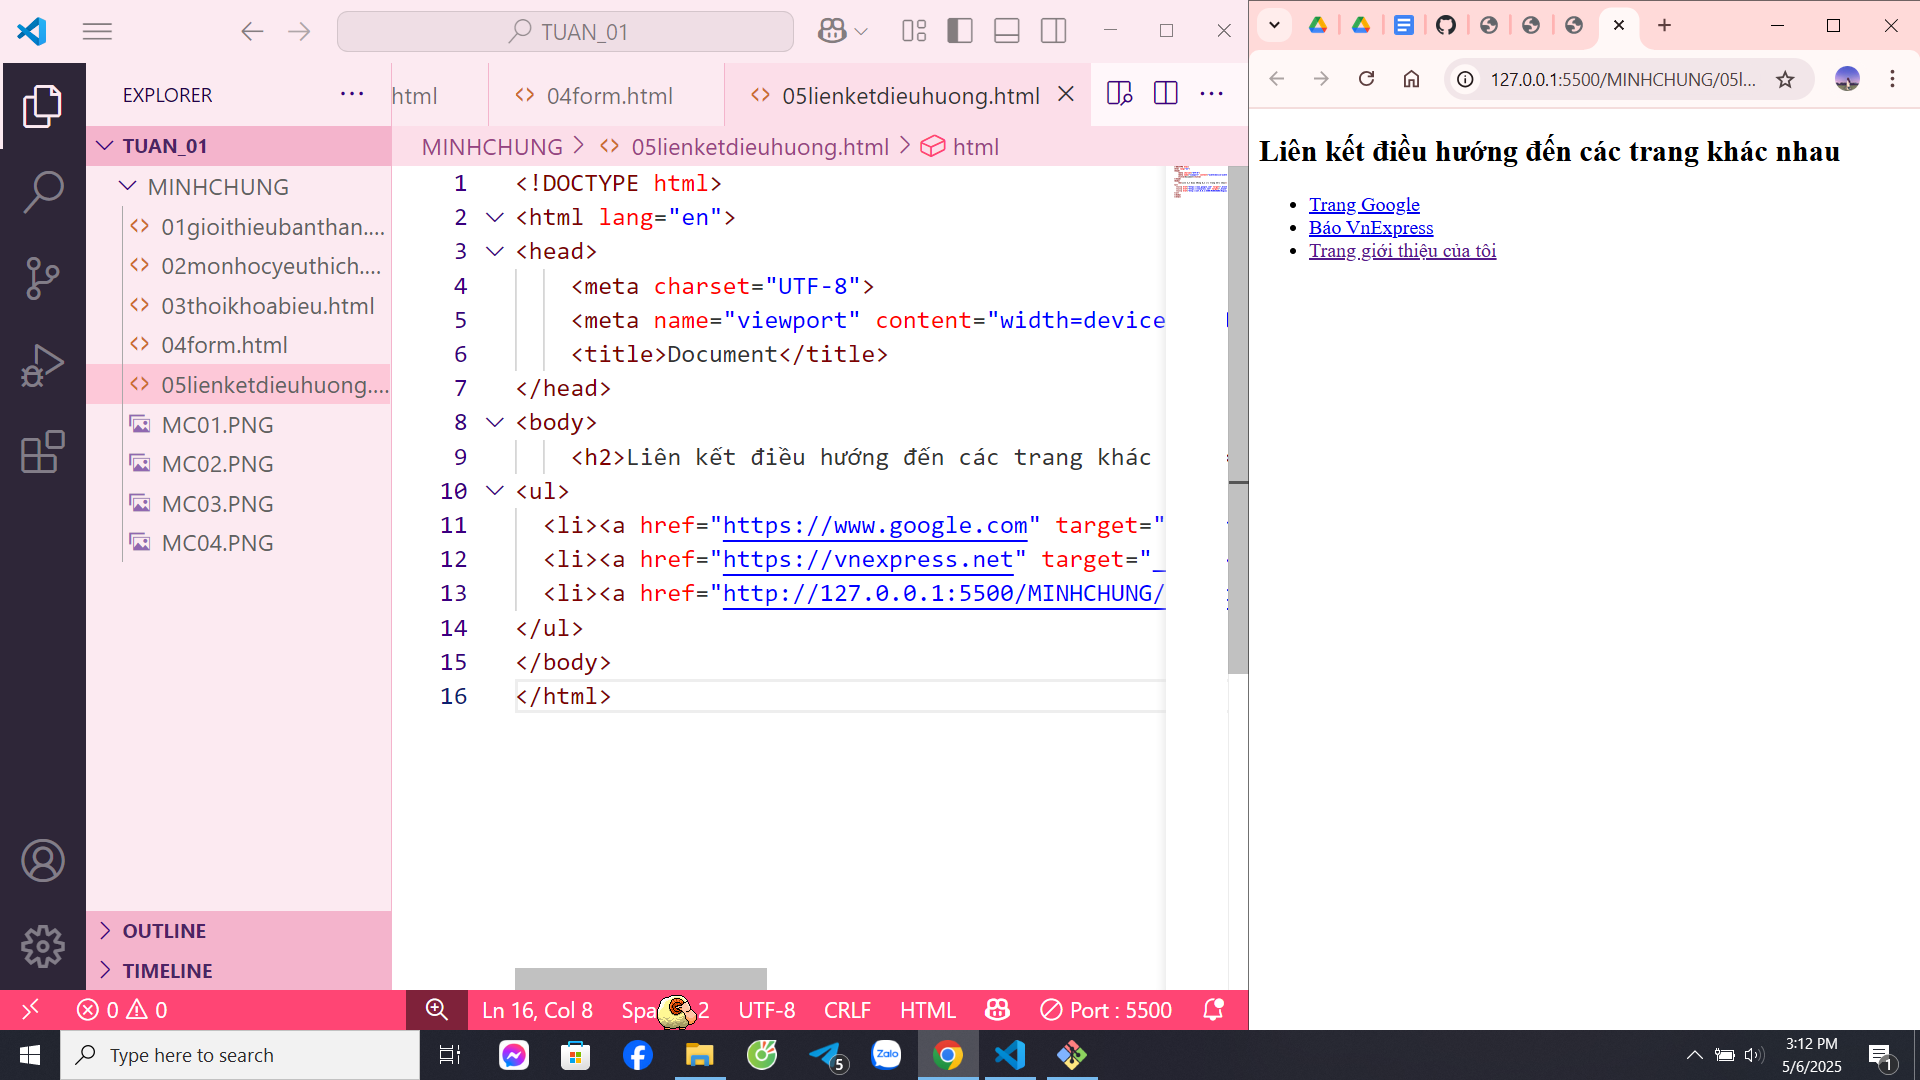 TUAN_01
EXPLORER
html
04form.html
05lienketdieuhuong.html
TUAN_01
MINHCHUNG
01gioithieubanthan....
02monhocyeuthich....
03thoikhoabieu.html
04form.html
05lienketdieuhuong....
MC01.PNG
MC02.PNG
MC03.PNG
MC04.PNG
OUTLINE
TIMELINE
MINHCHUNG > 05lienketdieuhuong.html > html
1 <!DOCTYPE html>
2 <html lang="en">
3 <head>
4 <meta charset="UTF-8">
5 <meta name="viewport" content="width=device
6 <title>Document</title>
7 </head>
8 <body>
9 <h2>Liên kết điều hướng đến các trang khác
10 <ul>
11 <li><a href="https://www.google.com" target="
12 <li><a href="https://vnexpress.net" target="_
13 <li><a href="http://127.0.0.1:5500/MINHCHUNG/
14 </ul>
15 </body>
16 </html>
0 0 Ln 16, Col 8 2 UTF-8 CRLF HTML Port : 5500
127.0.0.1:5500/MINHCHUNG/05l...
Liên kết điều hướng đến các trang khác nhau
Trang Google
Báo VnExpress
Trang giới thiệu của tôi
Type here to search
5
Zalo
3:12 PM
5/6/2025
1